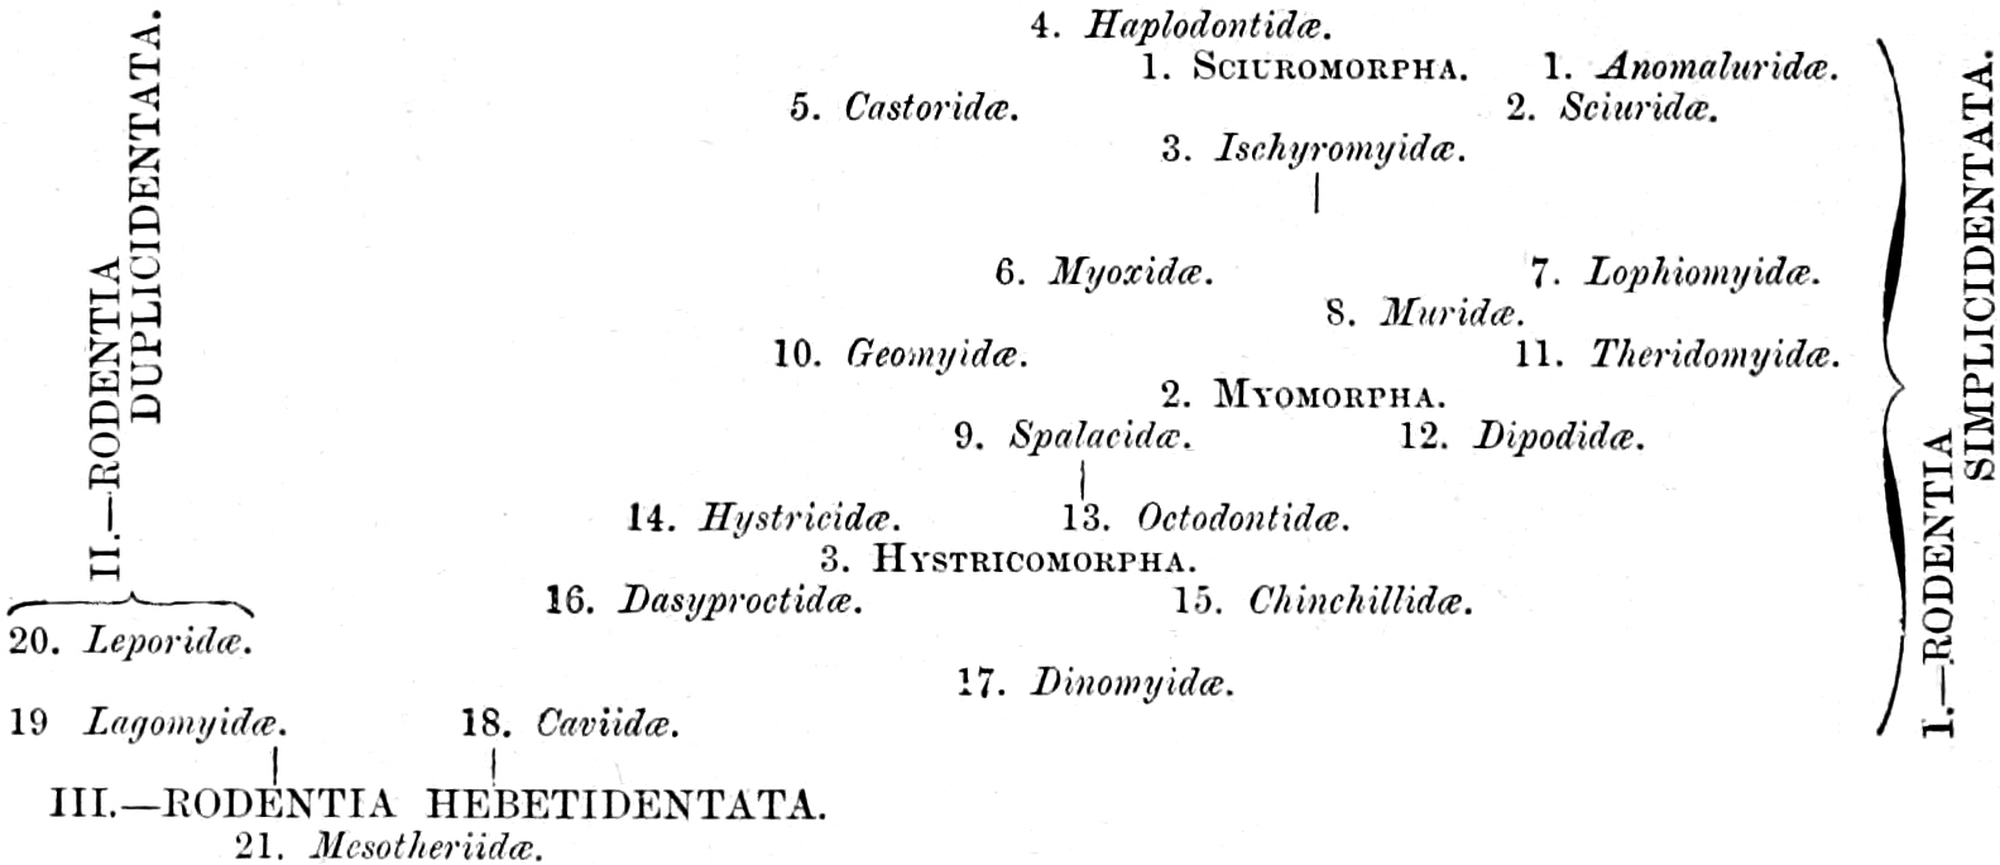 4. Haplodontidæ.
1. SCIUROMORPHA. 1. Anomaluridæ.
5. Castoridæ. 2. Sciuridæ.
3. Ischyromyidæ.
6. Myoxidæ. 7. Lophiomyidæ.
8. Muridæ.
10. Geomyidæ. 11. Theridomyidæ.
2. MYOMORPHA.
9. Spalacidæ. 12. Dipodidæ.
14. Hystricidæ. 13. Octodontidæ.
3. HYSTRICOMORPHA.
16. Dasyproctidæ. 15. Chinchillidæ.
17. Dinomyidæ.
18. Caviidæ.
I.—RODENTIA
SIMPLICIDENTATA.
II.—RODENTIA
DUPLICIDENTATA.
20. Leporidæ.
19 Lagomyidæ.
III.—RODENTIA HEBETIDENTATA.
21. Mesotheriidæ.